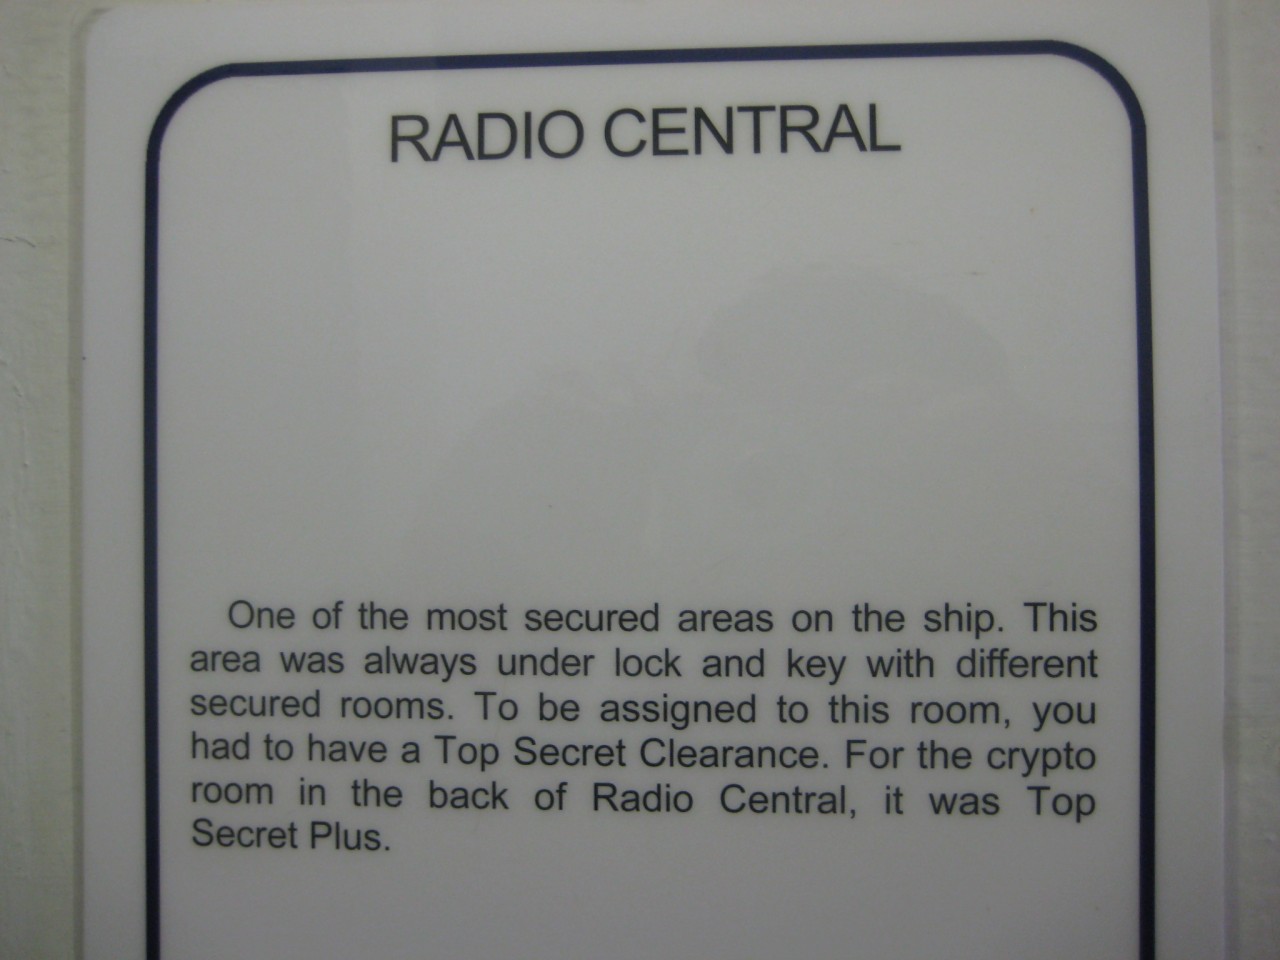 RADIO CENTRAL
One of the most secured areas on the ship. This
area was always under lock and key with different
secured rooms. To be assigned to this room, you
had to have a Top Secret Clearance. For the crypto
room in the back of Radio Central, it was Top
Secret Plus.